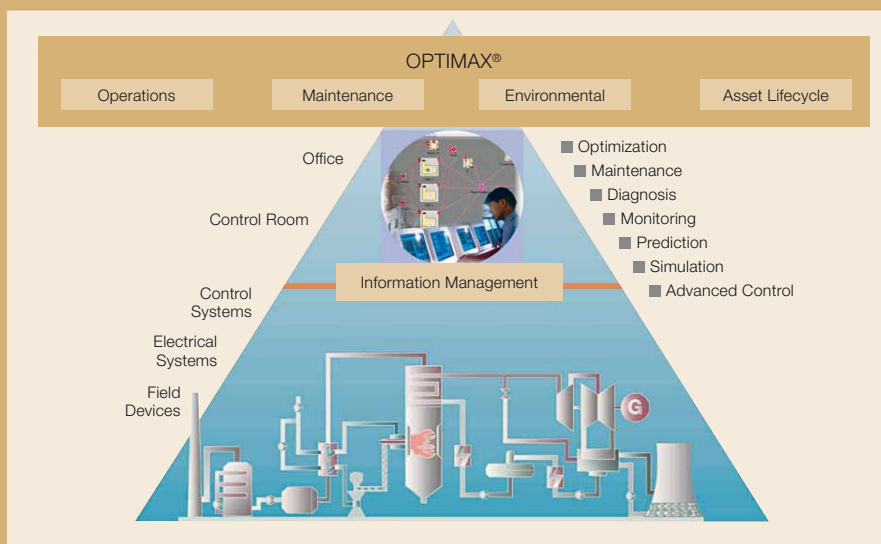 OPTIMAX®
Operations
Maintenance
Environmental
Asset Lifecycle
Office
Control Room
Control
Systems
Electrical
Systems
Field
Devices
Optimization
Maintenance
Diagnosis
Monitoring
Prediction
Simulation
Advanced Control
Information Management
G